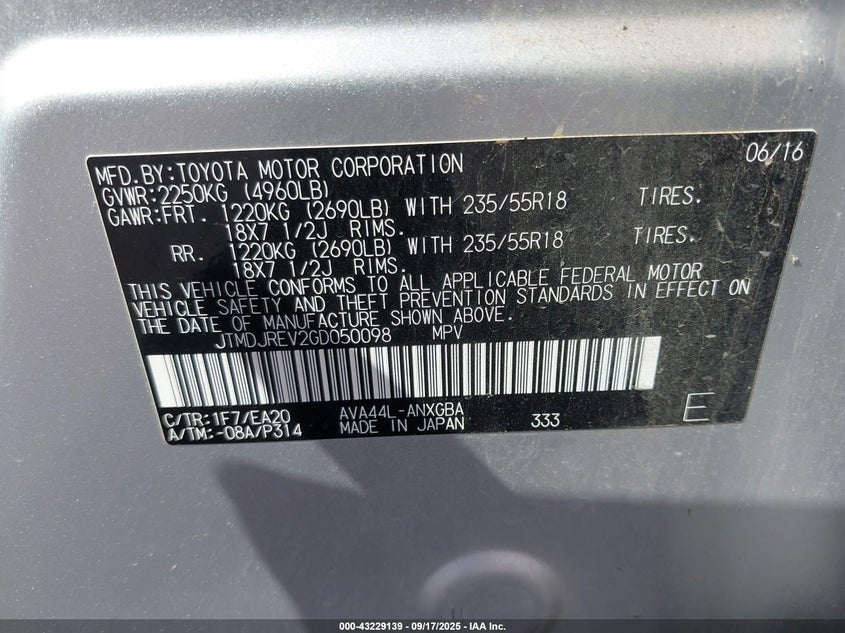 MFD.BY:TOYOTA MOTOR CORPORATION 06/16
GVWR:2250KG (4960LB)
GAWR:FRT. 1220KG (2690LB) WITH 235/55R18 TIRES.
18X7 1/2J RIMS.
RR. 1220KG (2690LB) WITH 235/55R18 TIRES.
18X7 1/2J RIMS.
THIS VEHICLE CONFORMS TO ALL APPLICABLE FEDERAL MOTOR
VEHICLE SAFETY AND THEFT PREVENTION STANDARDS IN EFFECT ON
THE DATE OF MANUFACTURE SHOWN ABOVE.
JTMDJREV2GD050098 MPV
C/TR:1F7/EA20 AVA44L-ANXGBA E
A/TM:-08A/P314 MADE IN JAPAN 333
000-43229139 - 09/17/2025 - IAA Inc.